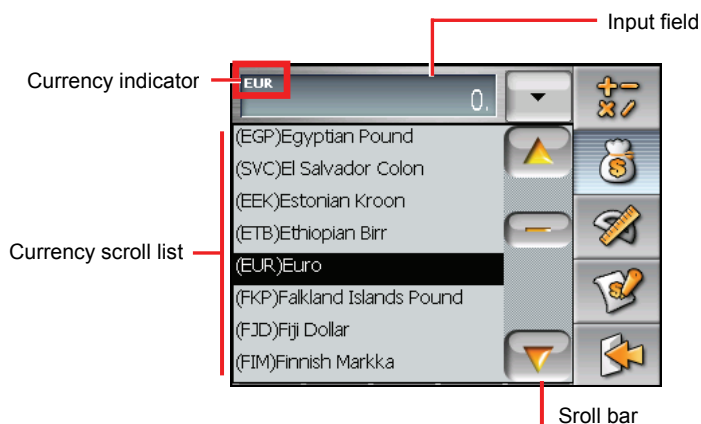 Input field
Currency indicator
EUR
0.
(EGP)Egyptian Pound
(SVC)El Salvador Colon
(EEK)Estonian Kroon
(ETB)Ethiopian Birr
Currency scroll list
(EUR)Euro
(FKP)Falkland Islands Pound
(FJD)Fiji Dollar
(FIM)Finnish Markka
Sroll bar